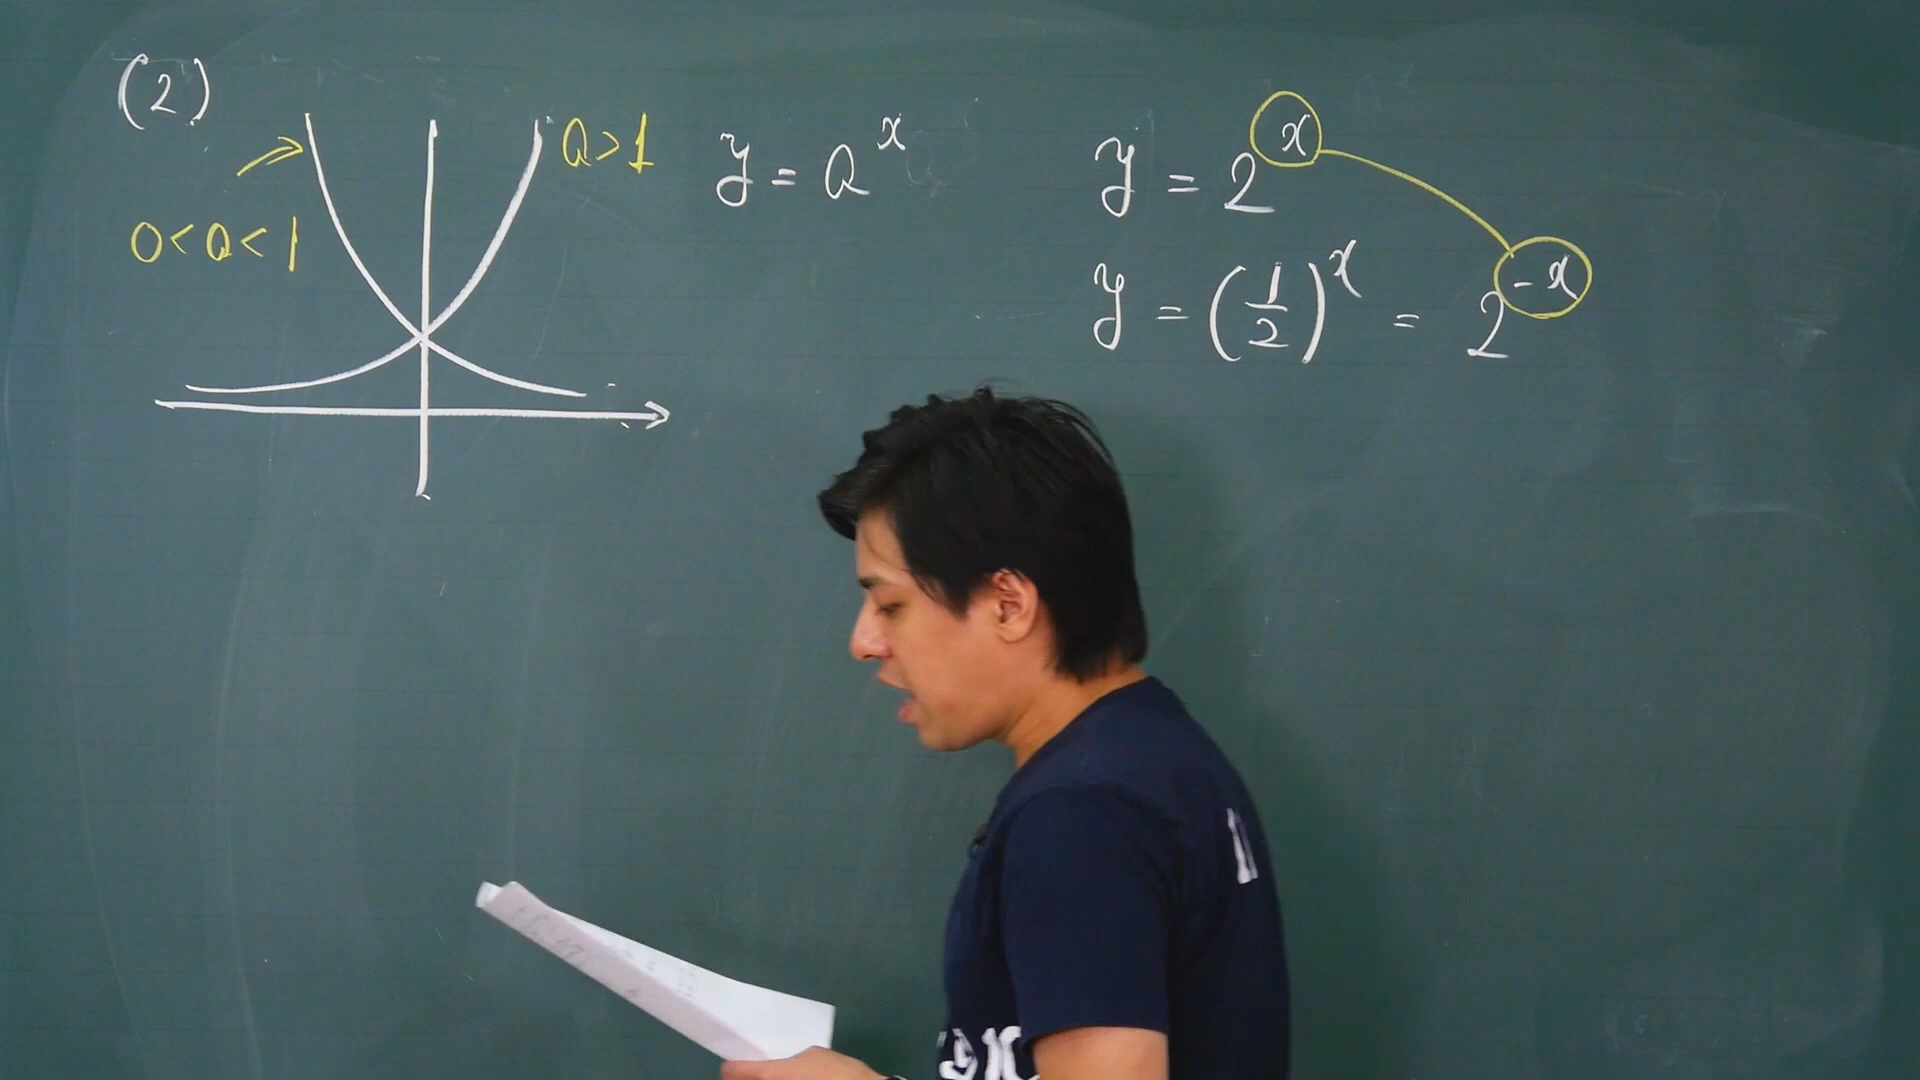 (2)
a>1
0<a<1
y = a^x
y = 2^x
y = (1/2)^x = 2^-x